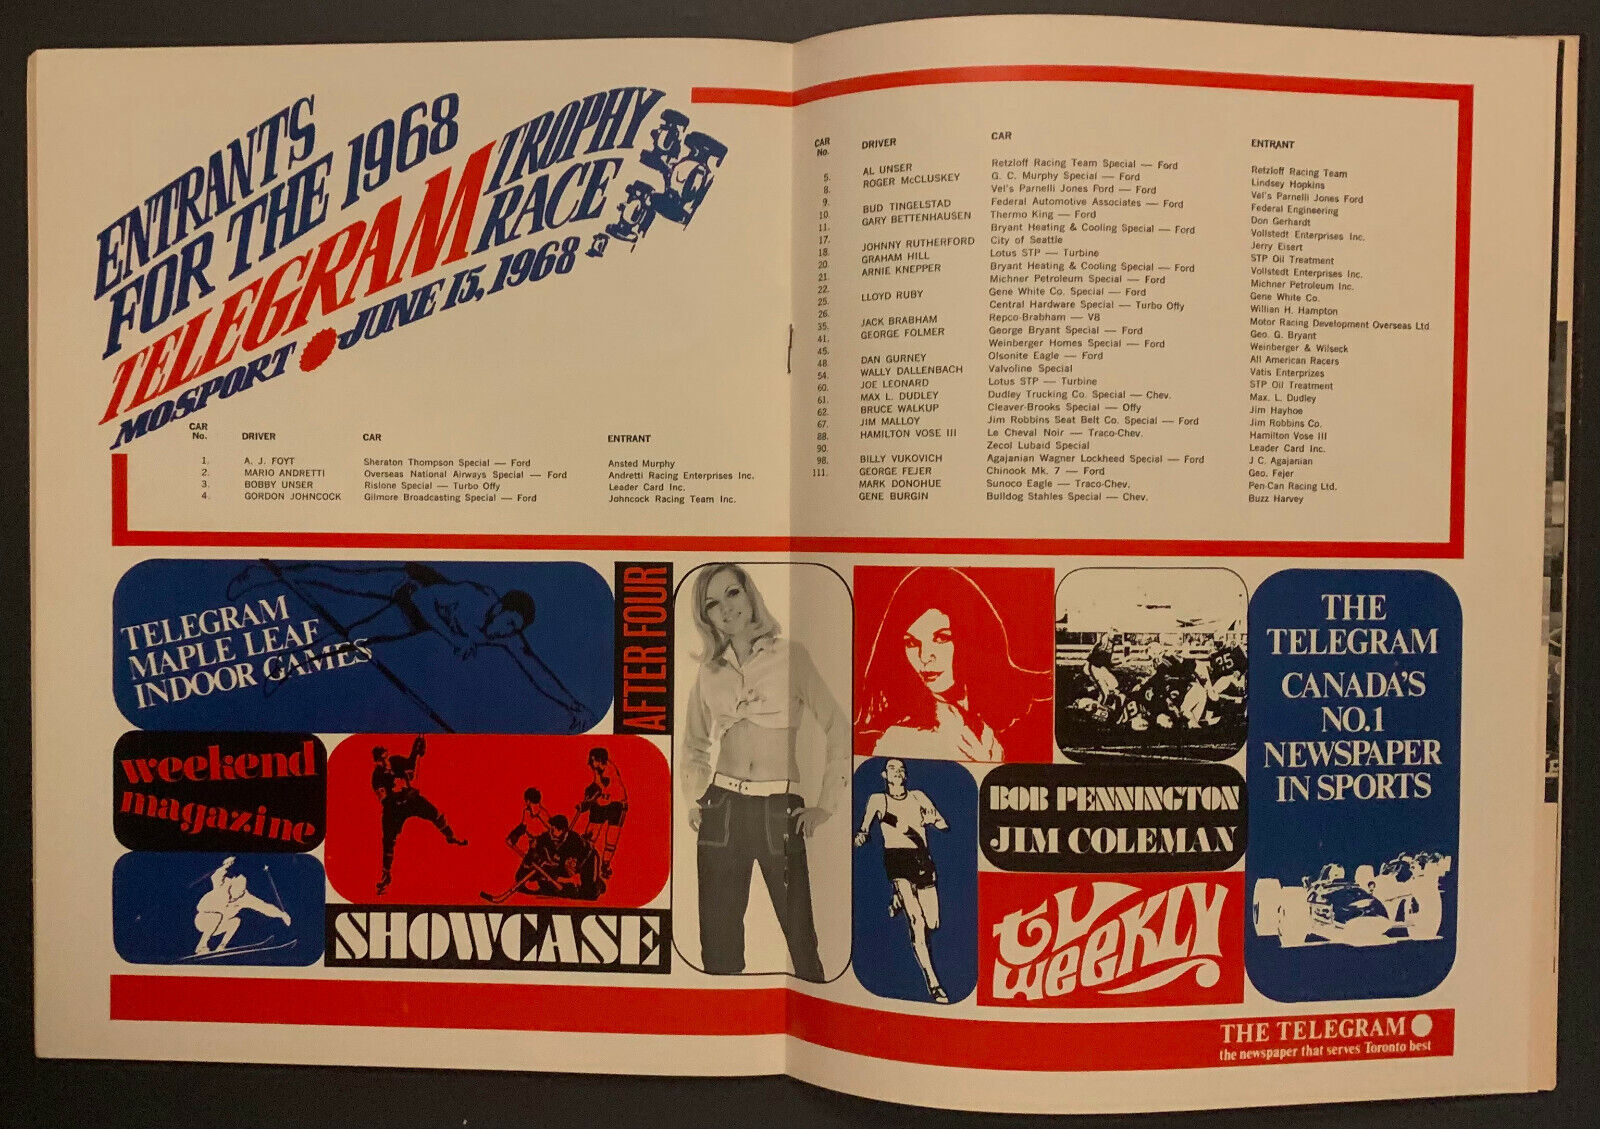 ENTRANTS
FOR THE 1968
TELEGRAM TROPHY
RACE
MOSPORT JUNE 15, 1968
CAR No. DRIVER CAR ENTRANT
1. A. J. FOYT Sheraton Thompson Special — Ford Ansted Murphy
2. MARIO ANDRETTI Overseas National Airways Special — Ford Andretti Racing Enterprises Inc.
3. BOBBY UNSER Rislone Special — Turbo Offy Leader Card Inc.
4. GORDON JOHNCOCK Gilmore Broadcasting Special — Ford Johncock Racing Team Inc.
CAR No. DRIVER CAR ENTRANT
5. AL UNSER Retzloff Racing Team Special — Ford Retzloff Racing Team
8. ROGER McCLUSKEY G. C. Murphy Special — Ford Lindsey Hopkins
9. Vel's Parnelli Jones Ford — Ford Vel's Parnelli Jones Ford
10. BUD TINGELSTAD Federal Automotive Associates — Ford Federal Engineering
11. GARY BETTENHAUSEN Thermo King — Ford Don Gerhardt
17. Bryant Heating & Cooling Special — Ford Vollstedt Enterprises Inc.
18. JOHNNY RUTHERFORD City of Seattle Jerry Eisert
20. GRAHAM HILL Lotus STP — Turbine STP Oil Treatment
21. ARNIE KNEPPER Bryant Heating & Cooling Special — Ford Vollstedt Enterprises Inc.
22. Michner Petroleum Special — Ford Michner Petroleum Inc.
25. LLOYD RUBY Gene White Co. Special — Ford Gene White Co.
26. Central Hardware Special — Turbo Offy Willian H. Hampton
35. JACK BRABHAM Repco-Brabham — V8 Motor Racing Development Overseas Ltd
41. GEORGE FOLMER George Bryant Special — Ford Geo. G. Bryant
45. Weinberger Homes Special — Ford Weinberger & Wilseck
48. DAN GURNEY Olsonite Eagle — Ford All American Racers
54. WALLY DALLENBACH Valvoline Special Vatis Enterprizes
60. JOE LEONARD Lotus STP — Turbine STP Oil Treatment
61. MAX L. DUDLEY Dudley Trucking Co. Special — Chev. Max. L. Dudley
62. BRUCE WALKUP Cleaver-Brooks Special — Offy Jim Hayhoe
67. JIM MALLOY Jim Robbins Seat Belt Co. Special — Ford Jim Robbins Co.
88. HAMILTON VOSE III Le Cheval Noir — Traco-Chev. Hamilton Vose III
90. Zecol Lubaid Special Leader Card Inc.
98. BILLY VUKOVICH Agajanian Wagner Lockheed Special — Ford J.C. Agajanian
111. GEORGE FEJER Chinook Mk. 7 — Ford Geo. Fejer
MARK DONOHUE Sunoco Eagle — Traco-Chev. Pen-Can Racing Ltd.
GENE BURGIN Bulldog Stahles Special — Chev. Buzz Harvey
TELEGRAM
MAPLE LEAF
INDOOR GAMES
AFTER FOUR
weekend
magazine
SHOWCASE
BOB PENNINGTON
JIM COLEMAN
tv
weekly
THE
TELEGRAM
CANADA'S
NO.1
NEWSPAPER
IN SPORTS
THE TELEGRAM
the newspaper that serves Toronto best